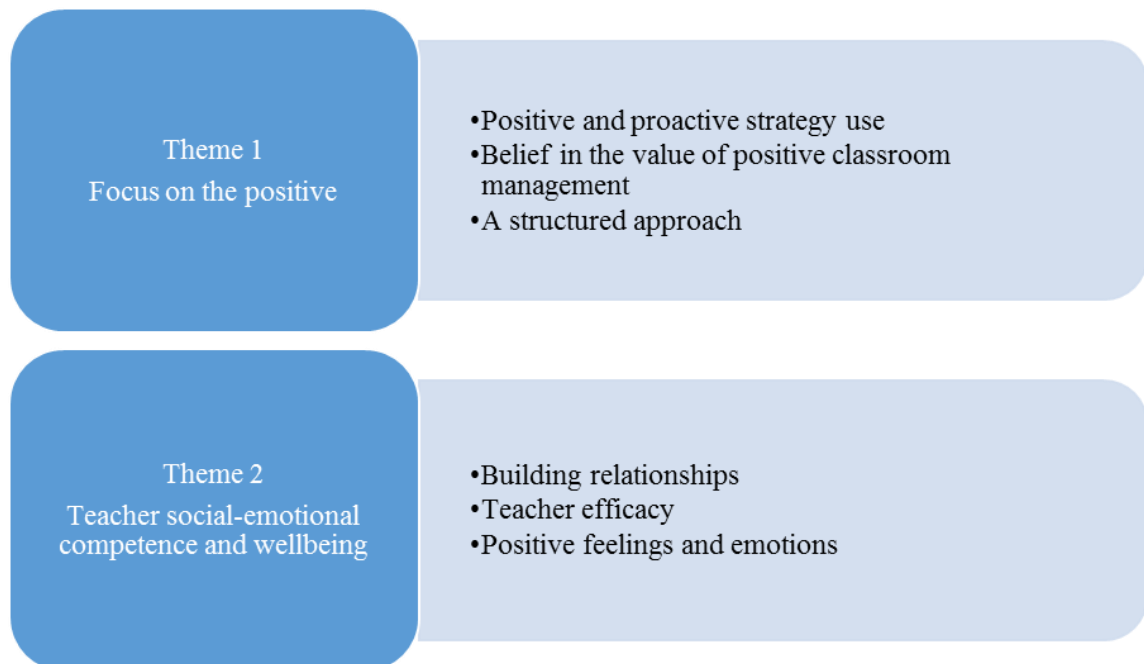 Theme 1
Focus on the positive
•Positive and proactive strategy use
•Belief in the value of positive classroom
management
•A structured approach
Theme 2
Teacher social-emotional
competence and wellbeing
•Building relationships
•Teacher efficacy
•Positive feelings and emotions